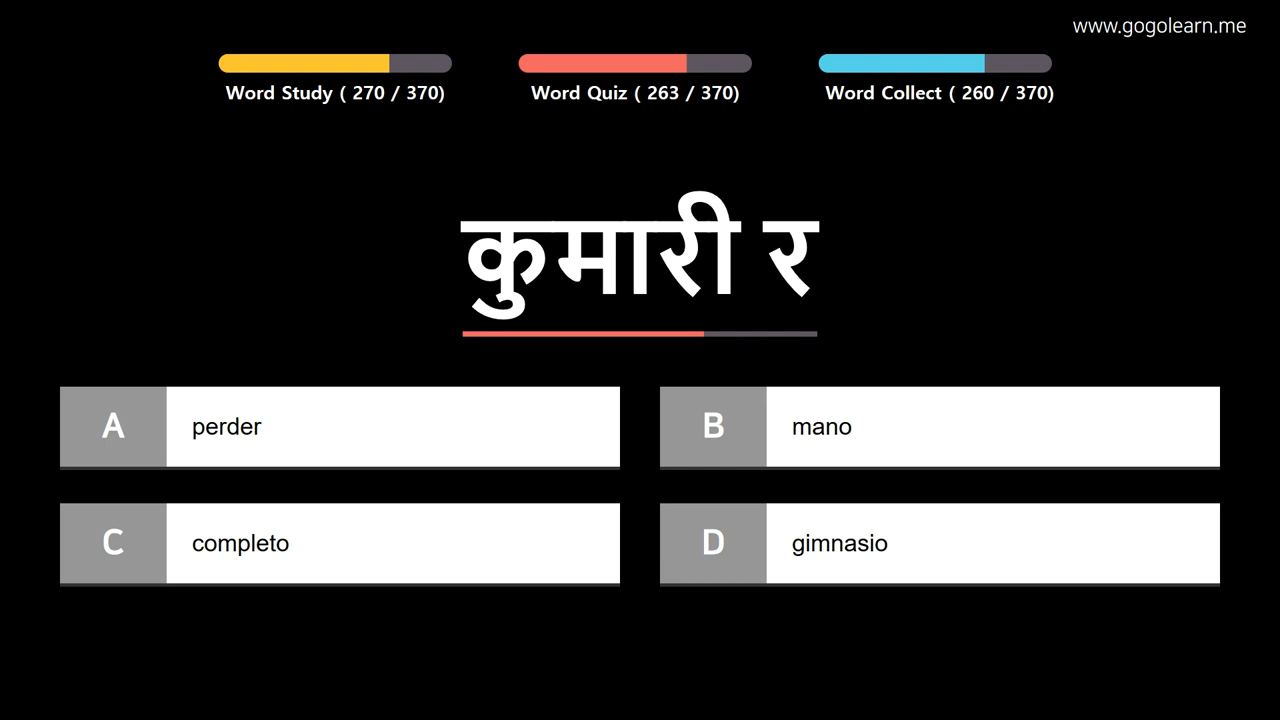 www.gogolearn.me
Word Study ( 270 / 370)
Word Quiz ( 263 / 370)
Word Collect ( 260 / 370)
कुमारी र
A perder
B mano
C completo
D gimnasio